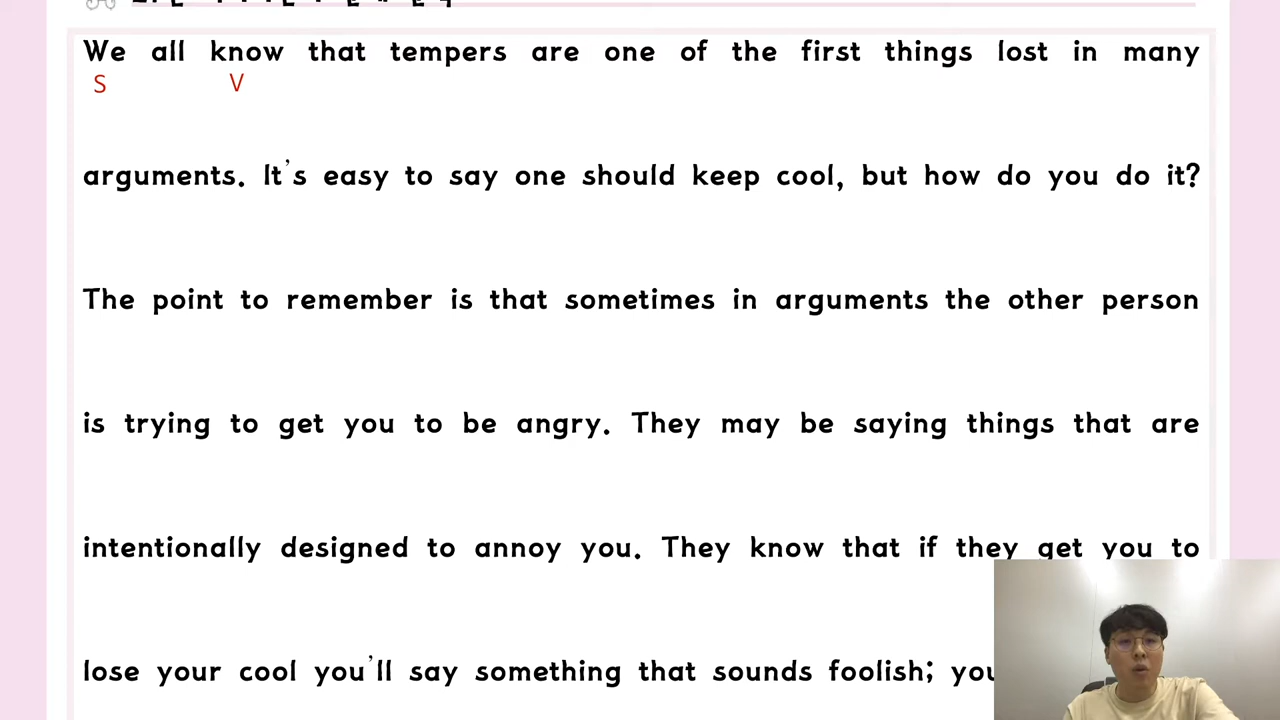 We all know that tempers are one of the first things lost in many
S V
arguments. It's easy to say one should keep cool, but how do you do it?
The point to remember is that sometimes in arguments the other person
is trying to get you to be angry. They may be saying things that are
intentionally designed to annoy you. They know that if they get you to
lose your cool you'll say something that sounds foolish;